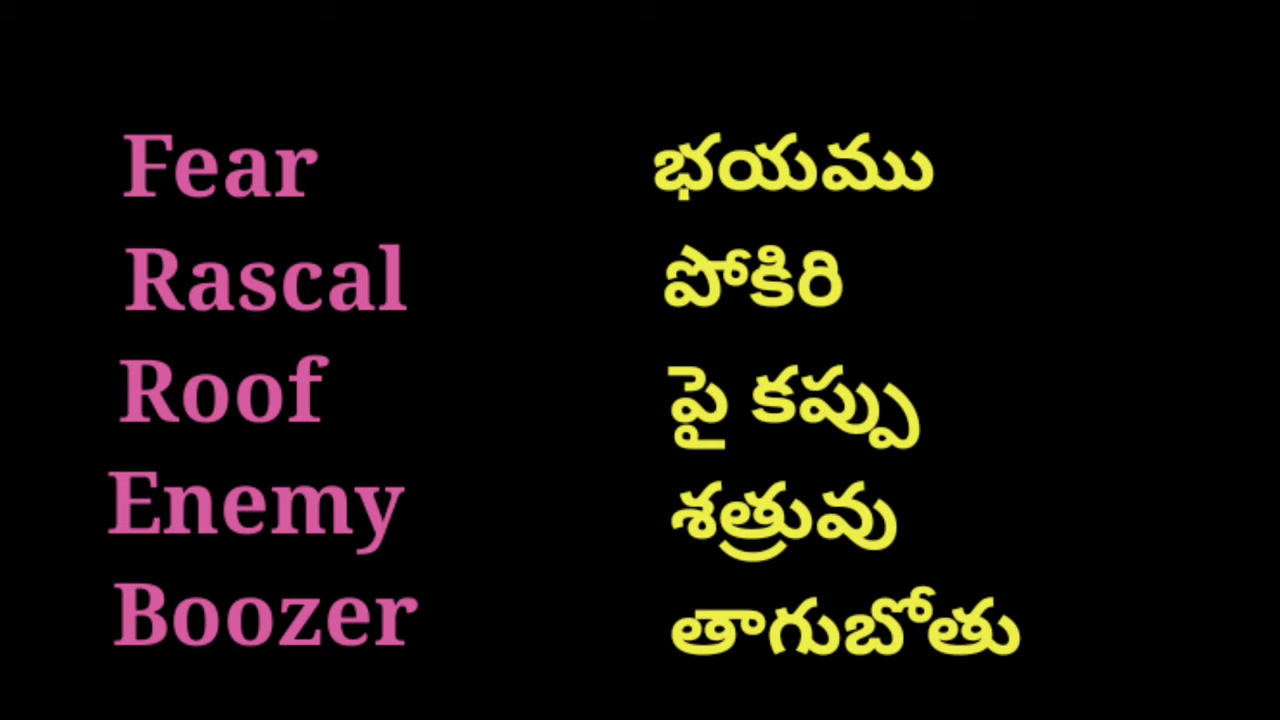 Fear భయము
Rascal పోకిరి
Roof పై కప్పు
Enemy శత్రువు
Boozer తాగుబోతు